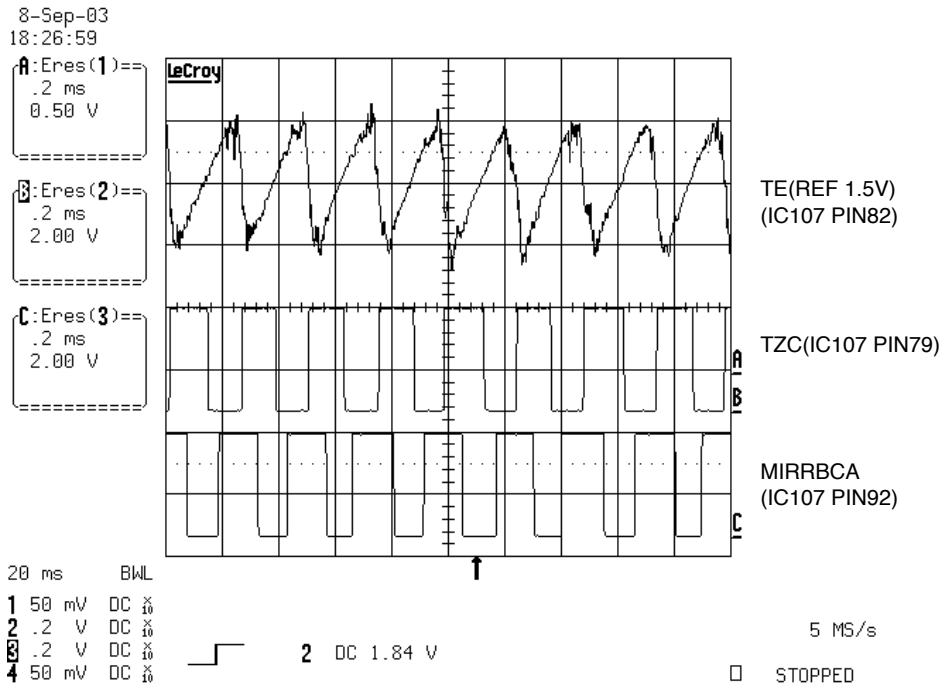 8-Sep-03
18:26:59
A:Eres(1)
.2 ms
0.50 V
B:Eres(2)
.2 ms
2.00 V
C:Eres(3)
.2 ms
2.00 V
LeCroy
TE(REF 1.5V)
(IC107 PIN82)
A
TZC(IC107 PIN79)
B
MIRRBCA
(IC107 PIN92)
C
20 ms BWL
1 50 mV DC X10
2 .2 V DC X10
3 .2 V DC X10
4 50 mV DC X10
2 DC 1.84 V
5 MS/s
STOPPED